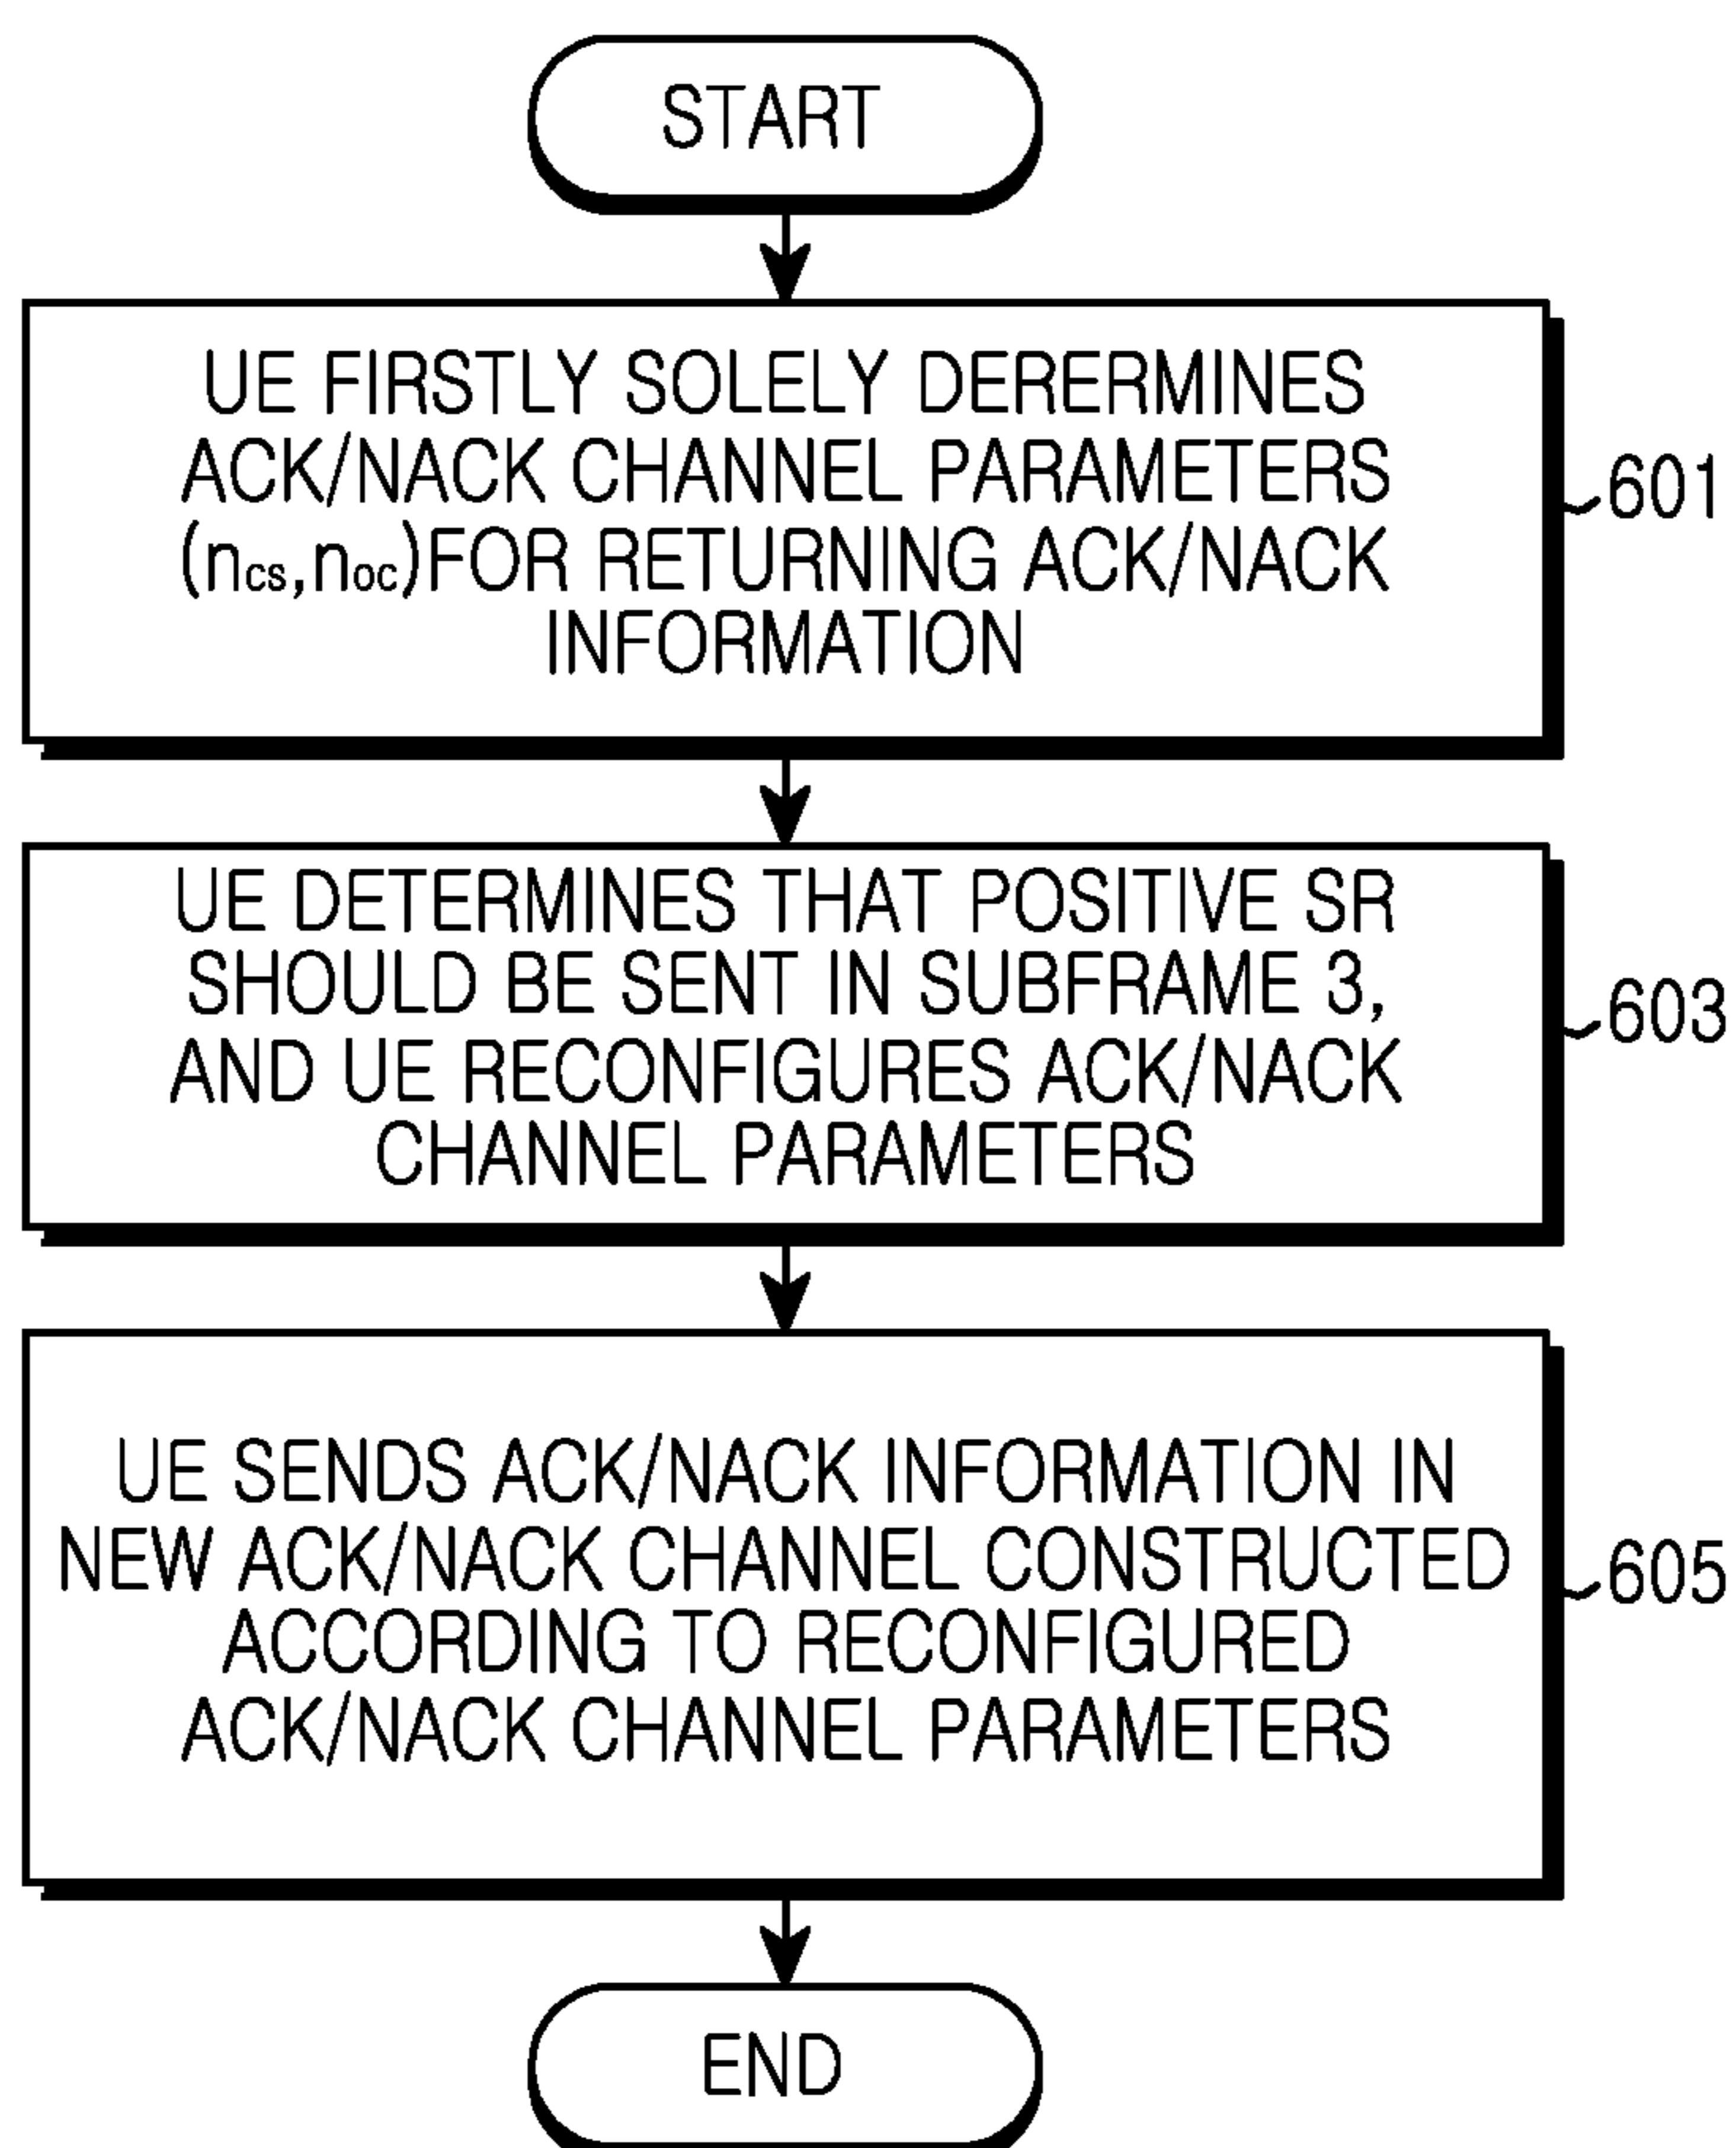 START
UE FIRSTLY SOLELY DERERMINES
ACK/NACK CHANNEL PARAMETERS
(ncs,noc)FOR RETURNING ACK/NACK
INFORMATION
601
UE DETERMINES THAT POSITIVE SR
SHOULD BE SENT IN SUBFRAME 3,
AND UE RECONFIGURES ACK/NACK
CHANNEL PARAMETERS
603
UE SENDS ACK/NACK INFORMATION IN
NEW ACK/NACK CHANNEL CONSTRUCTED
ACCORDING TO RECONFIGURED
ACK/NACK CHANNEL PARAMETERS
605
END